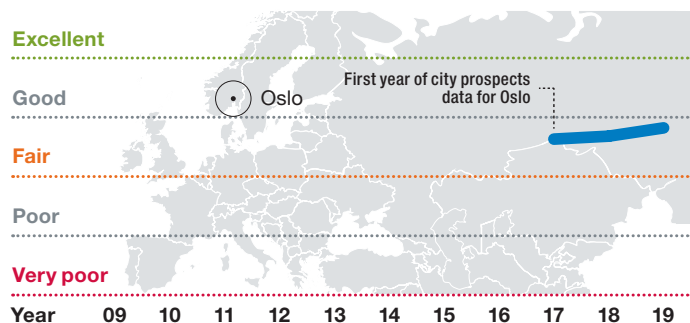 Excellent
Good
Oslo
First year of city prospects
data for Oslo
Fair
Poor
Very poor
Year 09 10 11 12 13 14 15 16 17 18 19